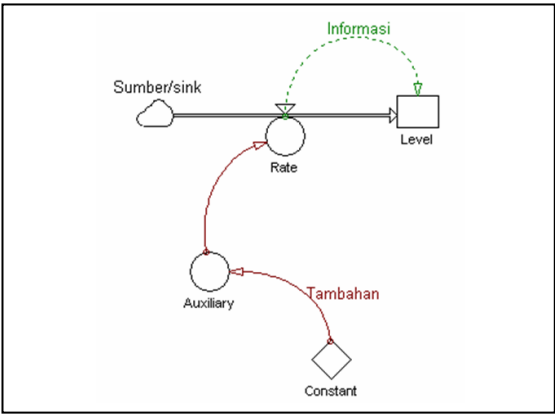 Informasi
Sumber/sink
Level
Rate
Auxiliary
Tambahan
Constant